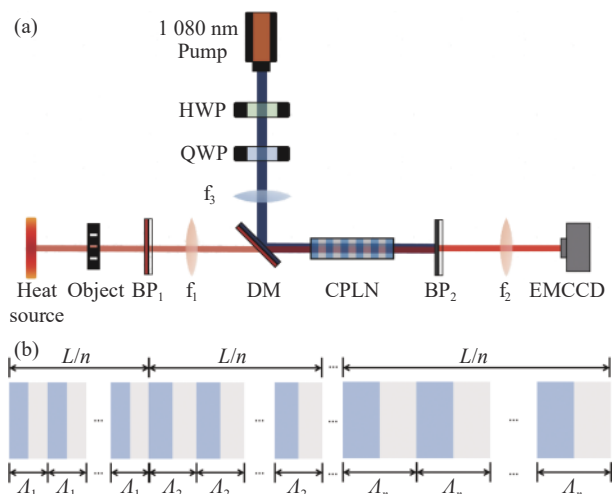 (a)
1 080 nm
Pump
HWP
QWP
f₃
Heat
source
Object
BP₁
f₁
DM
CPLN
BP₂
f₂
EMCCD
(b)
L/n
L/n
...
L/n
... ... ... ...
Λ₁ Λ₁ ... Λ₁ Λ₂ Λ₂ ... Λ₂ ... Λₙ Λₙ ... Λₙ